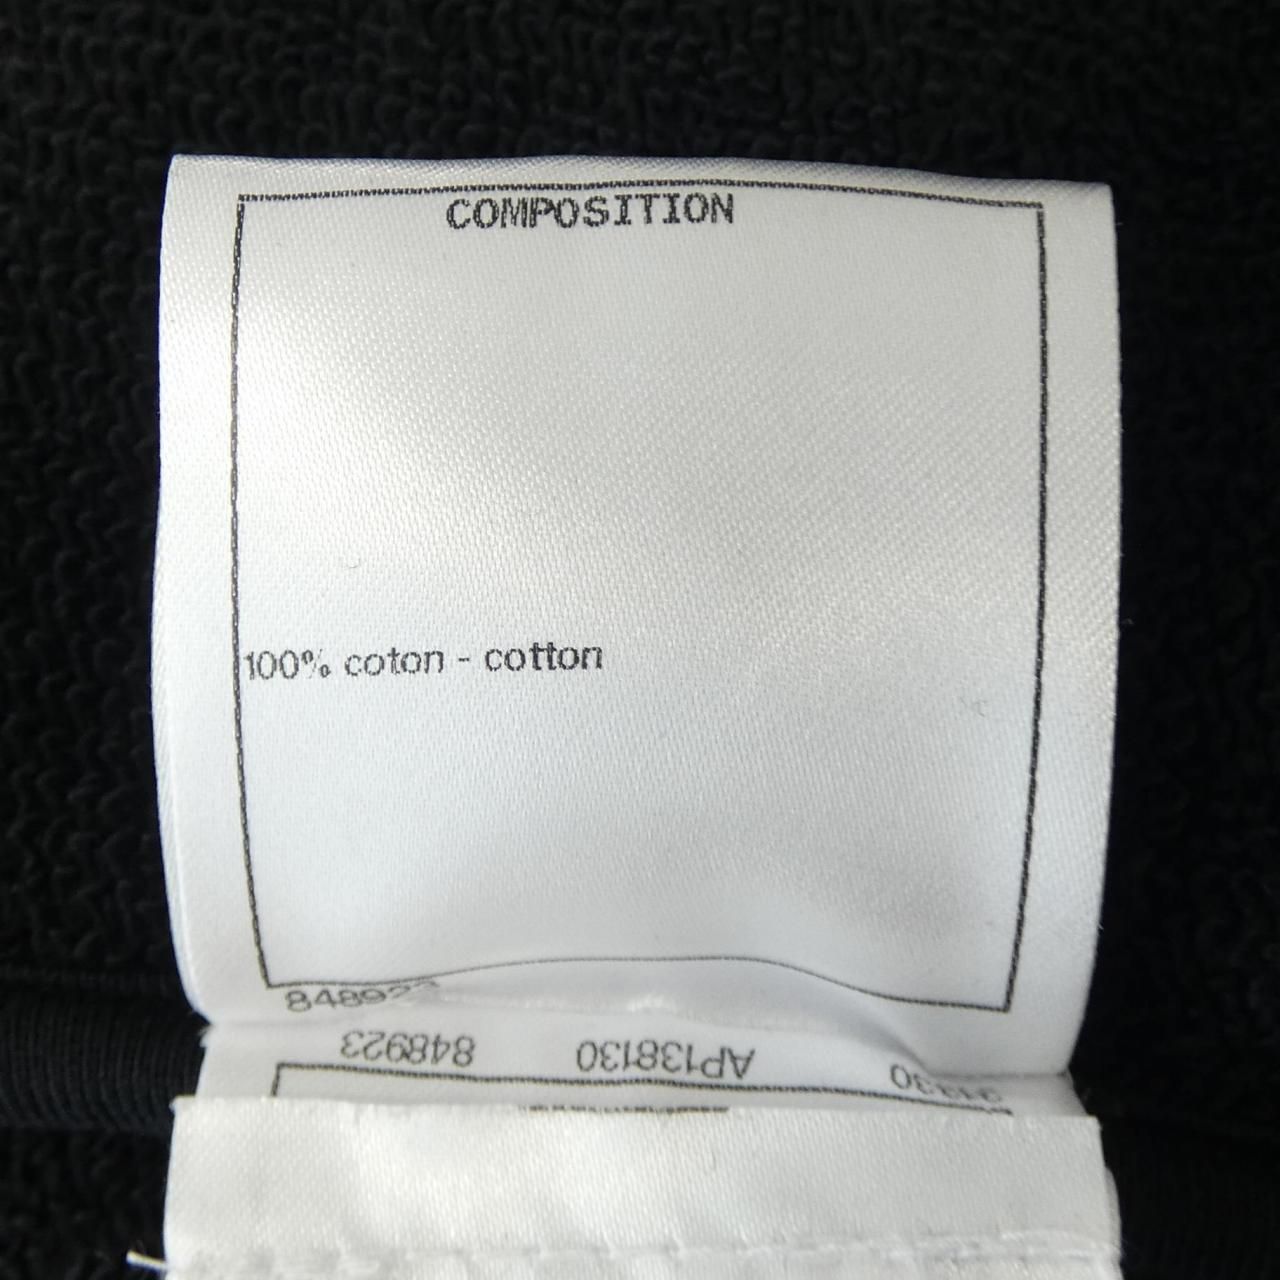 COMPOSITION
100% coton - cotton
848923
848923 AP138130